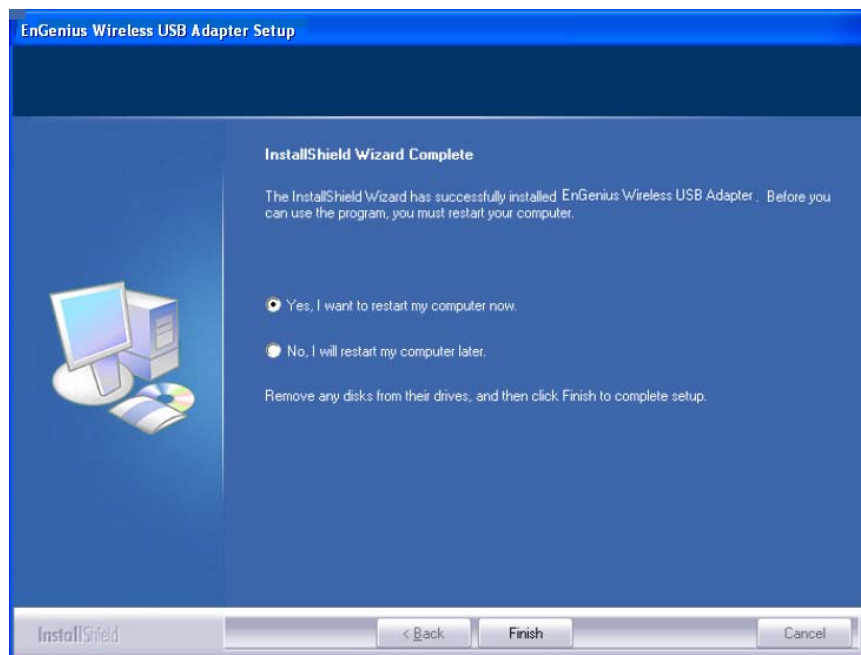 EnGenius Wireless USB Adapter Setup
InstallShield Wizard Complete
The InstallShield Wizard has successfully installed EnGenius Wireless USB Adapter. Before you
can use the program, you must restart your computer.
Yes, I want to restart my computer now.
No, I will restart my computer later.
Remove any disks from their drives, and then click Finish to complete setup.
InstallShield
< Back
Finish
Cancel